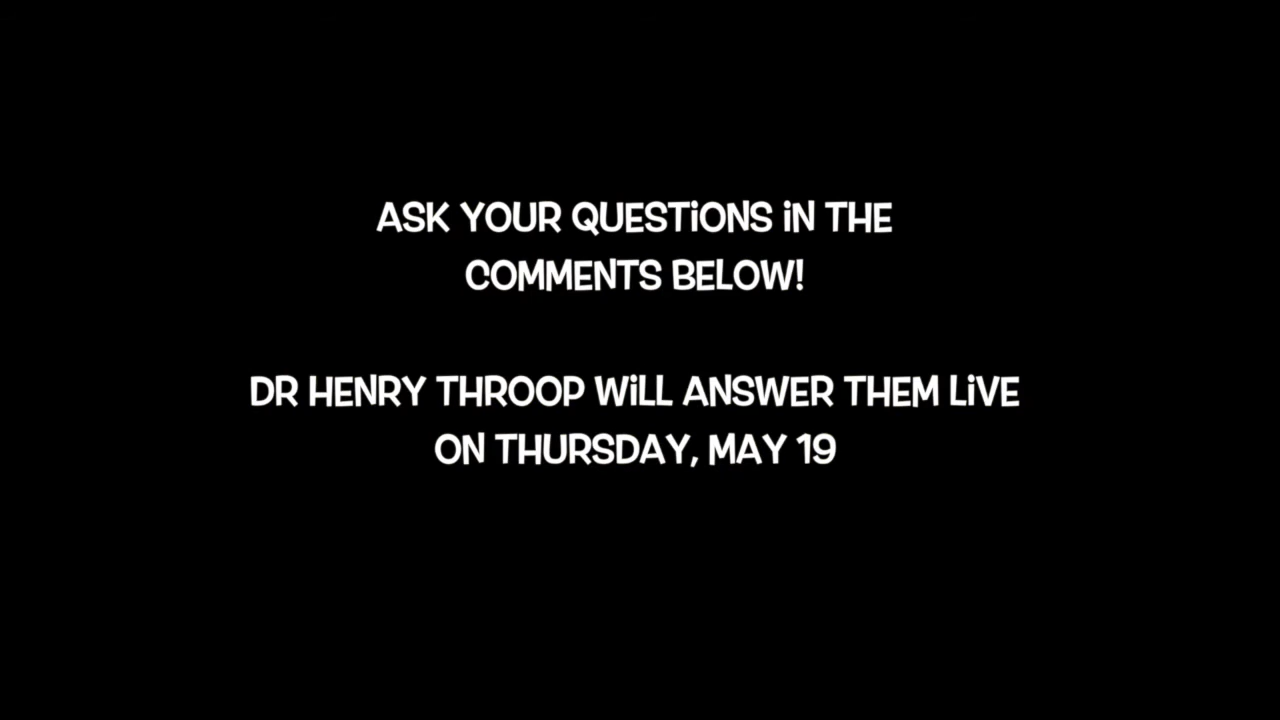 ASK YOUR QUESTiONS iN THE
COMMENTS BELOW!
DR HENRY THROOP WiLL ANSWER THEM LiVE
ON THURSDAY, MAY 19